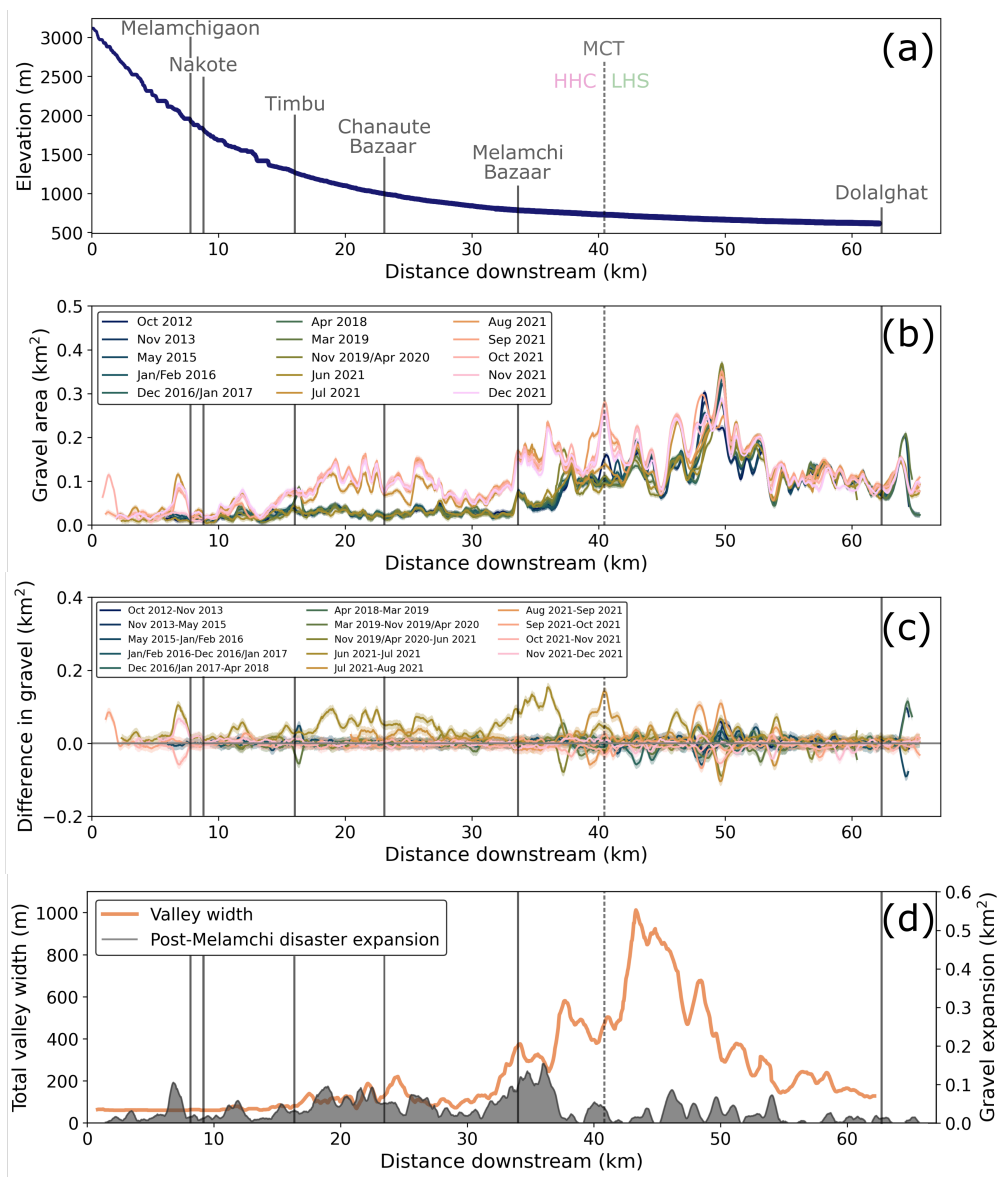 (a)
Melamchigaon
Nakote
Timbu
Chanaute
Bazaar
Melamchi
Bazaar
MCT
HHC LHS
Dolalghat
Elevation (m)
3000
2500
2000
1500
1000
500
0 10 20 30 40 50 60
Distance downstream (km)
(b)
Gravel area (km²)
0.5
0.4
0.3
0.2
0.1
0.0
Oct 2012
Nov 2013
May 2015
Jan/Feb 2016
Dec 2016/Jan 2017
Apr 2018
Mar 2019
Nov 2019/Apr 2020
Jun 2021
Jul 2021
Aug 2021
Sep 2021
Oct 2021
Nov 2021
Dec 2021
0 10 20 30 40 50 60
Distance downstream (km)
(c)
Difference in gravel (km²)
0.4
0.2
0.0
−0.2
Oct 2012-Nov 2013
Nov 2013-May 2015
May 2015-Jan/Feb 2016
Jan/Feb 2016-Dec 2016/Jan 2017
Dec 2016/Jan 2017-Apr 2018
Apr 2018-Mar 2019
Mar 2019-Nov 2019/Apr 2020
Nov 2019/Apr 2020-Jun 2021
Jun 2021-Jul 2021
Jul 2021-Aug 2021
Aug 2021-Sep 2021
Sep 2021-Oct 2021
Oct 2021-Nov 2021
Nov 2021-Dec 2021
0 10 20 30 40 50 60
Distance downstream (km)
(d)
Total valley width (m)
1000
800
600
400
200
0
Valley width
Post-Melamchi disaster expansion
Gravel expansion (km²)
0.6
0.5
0.4
0.3
0.2
0.1
0.0
0 10 20 30 40 50 60
Distance downstream (km)